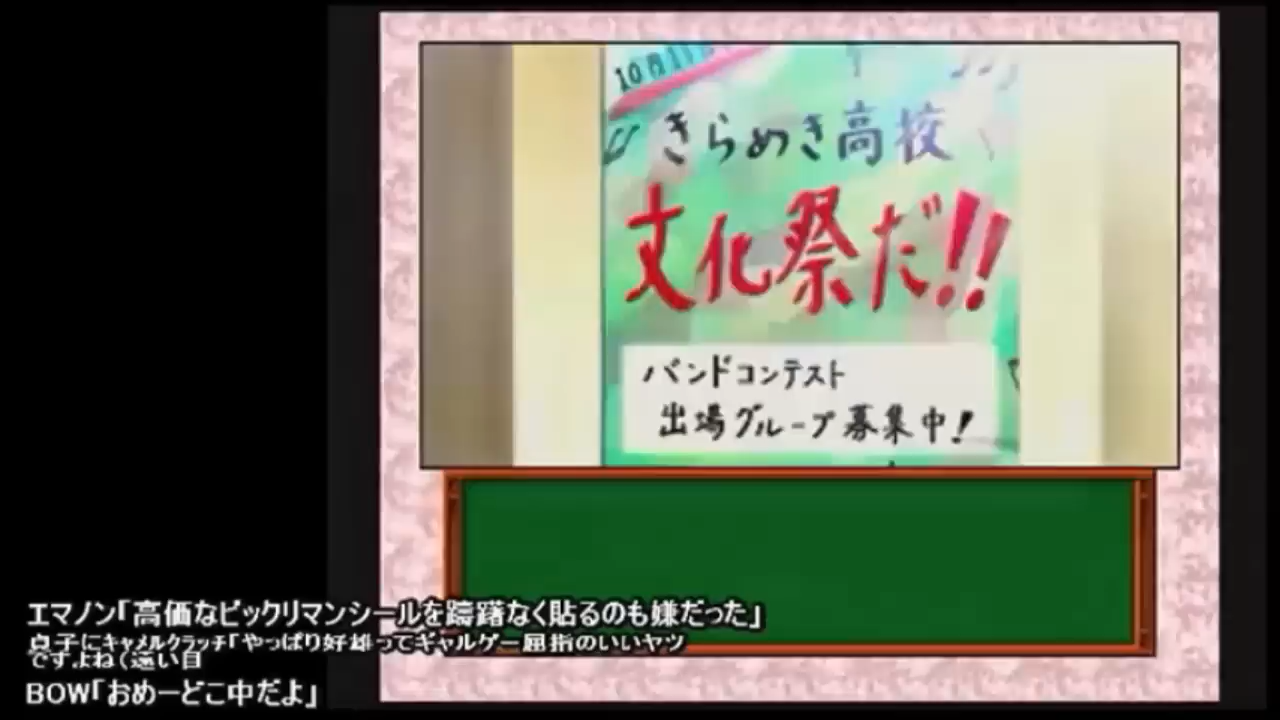 10月11日
きらめき高校
文化祭だ!!
バンドコンテスト
出場グループ募集中!
エマノン「高価なビックリマンシールを躊躇なく貼るのも嫌だった」
貞子にキャメルクラッチ「やっぱり好雄ってギャルゲー屈指のいいヤツ
ですよね(遠い目
BOW「おめーどこ中だよ」